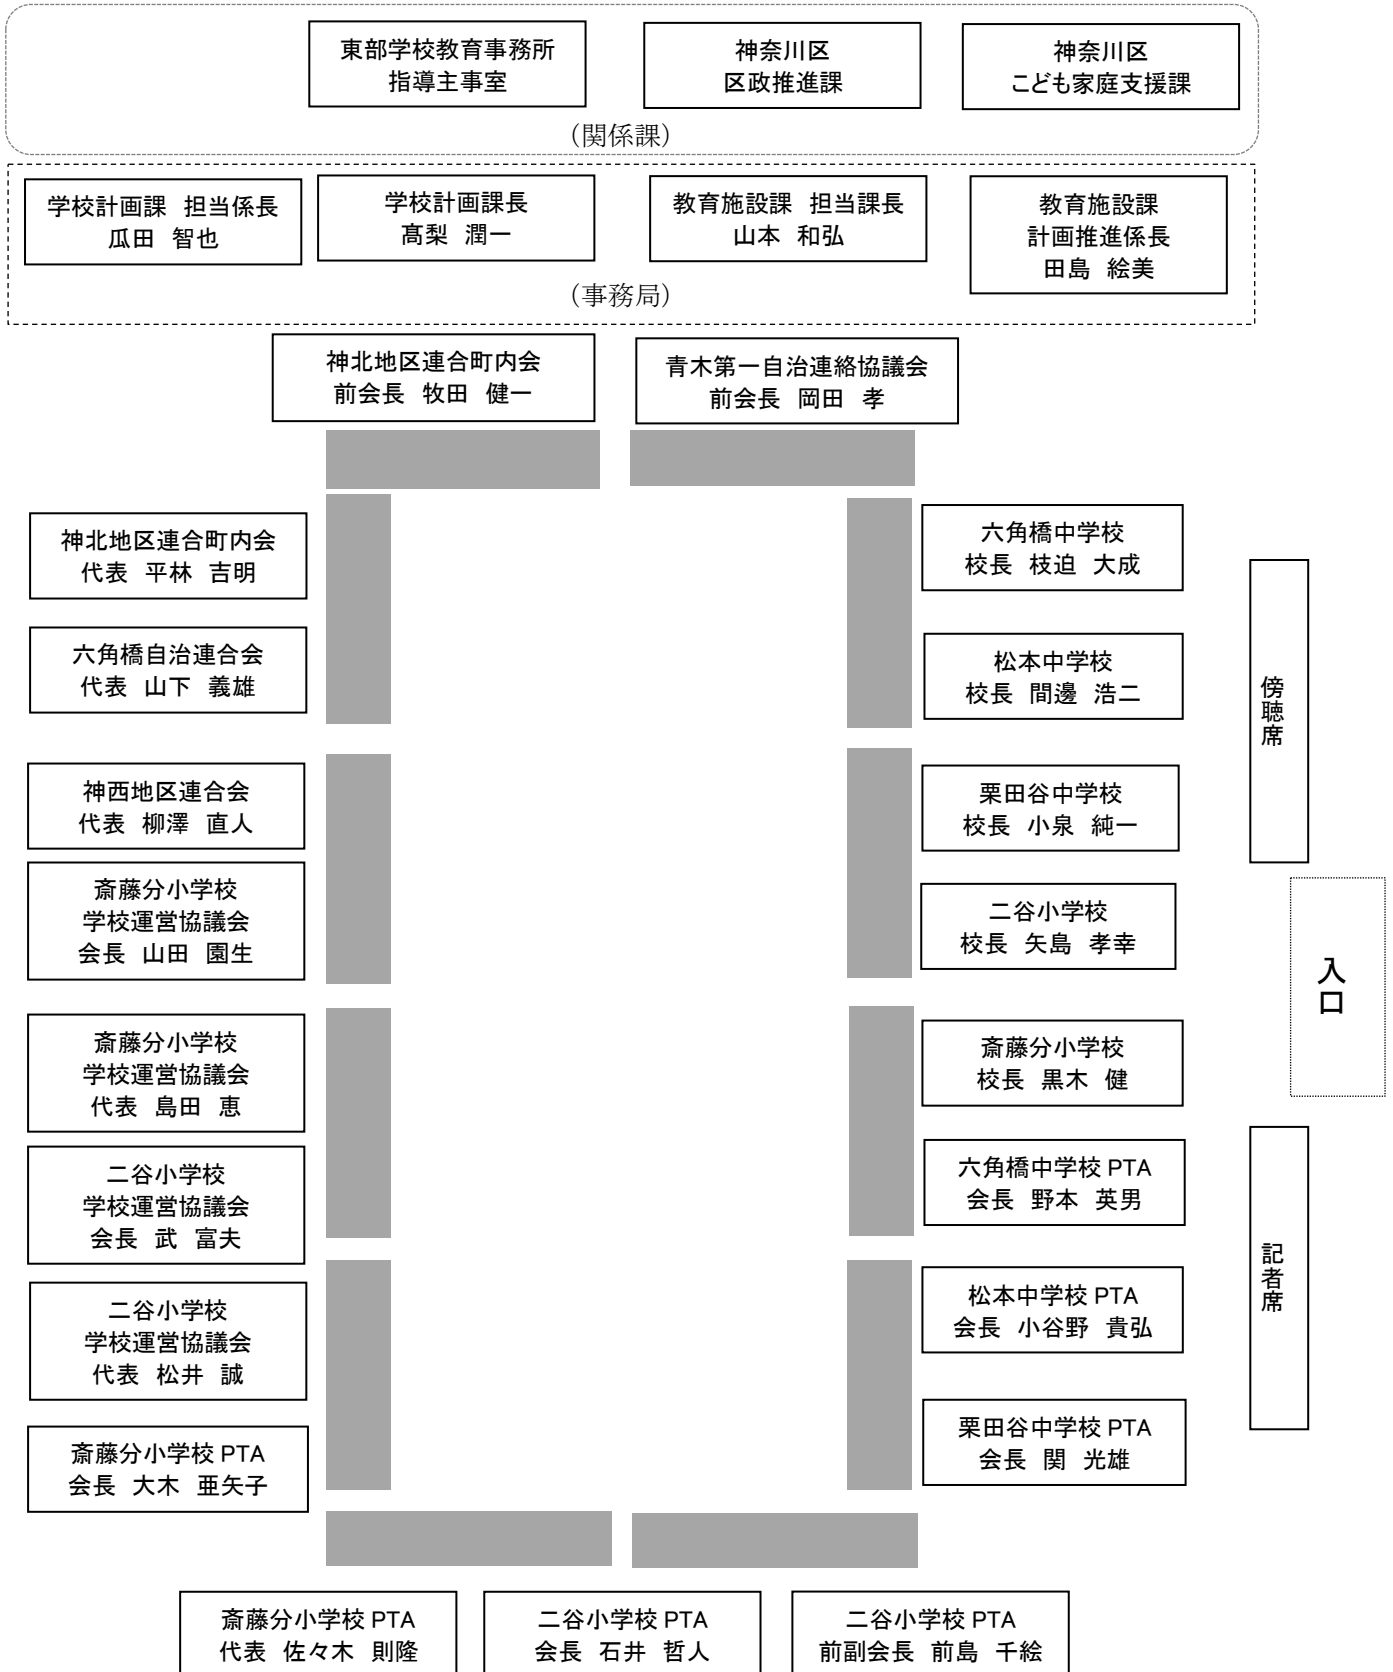 東部学校教育事務所
指導主事室
神奈川区
区政推進課
神奈川区
こども家庭支援課
（関係課）
学校計画課 担当係長
瓜田 智也
学校計画課長
髙梨 潤一
教育施設課 担当課長
山本 和弘
教育施設課
計画推進係長
田島 絵美
（事務局）
神北地区連合町内会
前会長 牧田 健一
青木第一自治連絡協議会
前会長 岡田 孝
神北地区連合町内会
代表 平林 吉明
六角橋自治連合会
代表 山下 義雄
神西地区連合会
代表 柳澤 直人
斎藤分小学校
学校運営協議会
会長 山田 園生
斎藤分小学校
学校運営協議会
代表 島田 恵
二谷小学校
学校運営協議会
会長 武 富夫
二谷小学校
学校運営協議会
代表 松井 誠
斎藤分小学校 PTA
会長 大木 亜矢子
六角橋中学校
校長 枝迫 大成
松本中学校
校長 間邊 浩二
栗田谷中学校
校長 小泉 純一
二谷小学校
校長 矢島 孝幸
斎藤分小学校
校長 黒木 健
六角橋中学校 PTA
会長 野本 英男
松本中学校 PTA
会長 小谷野 貴弘
栗田谷中学校 PTA
会長 関 光雄
傍聴席
入口
記者席
斎藤分小学校 PTA
代表 佐々木 則隆
二谷小学校 PTA
会長 石井 哲人
二谷小学校 PTA
前副会長 前島 千絵